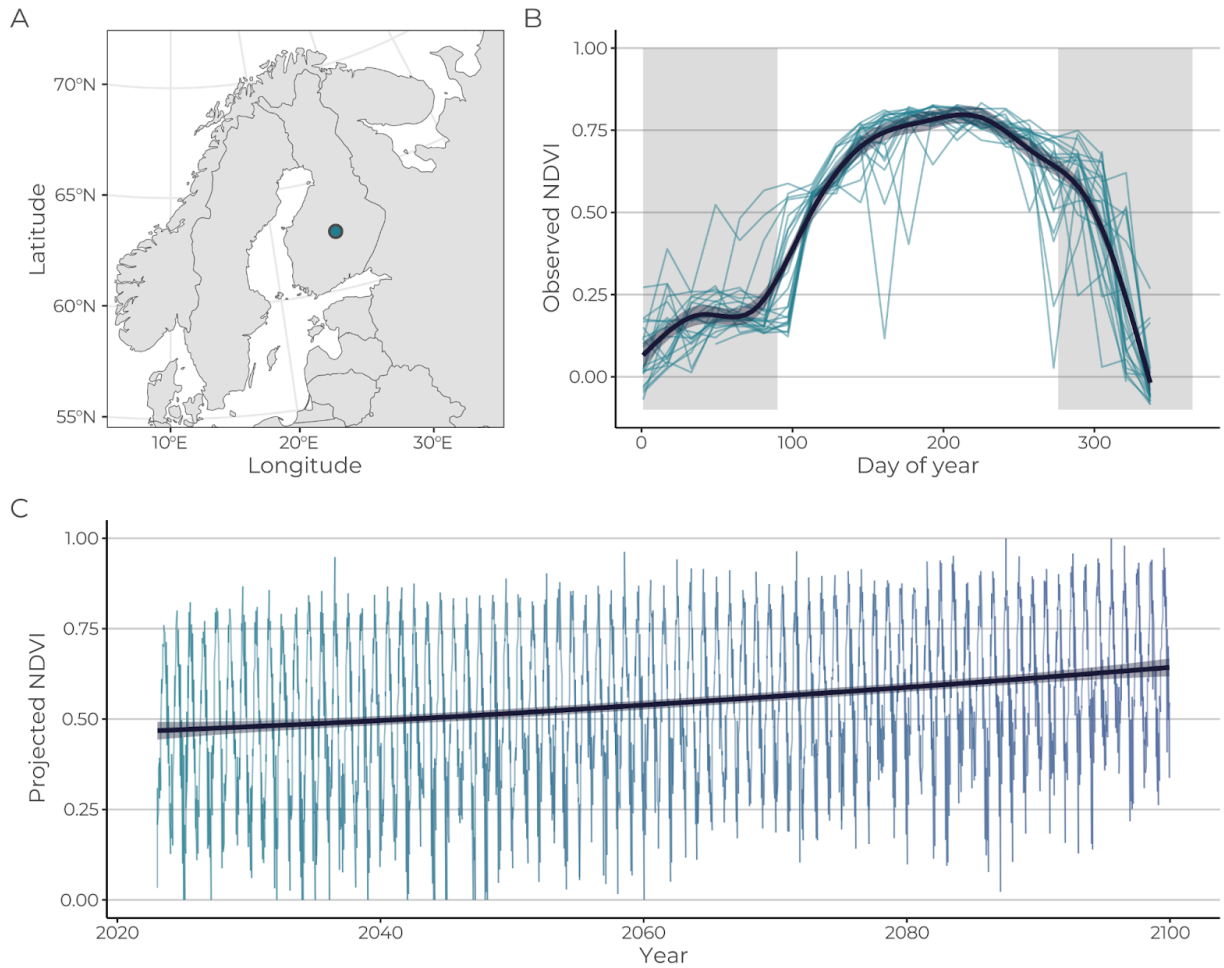 A
70°N
65°N
60°N
55°N
Latitude
10°E
20°E
30°E
Longitude
B
1.00
0.75
0.50
0.25
0.00
Observed NDVI
0
100
200
300
Day of year
C
1.00
0.75
0.50
0.25
0.00
Projected NDVI
2020
2040
2060
2080
2100
Year